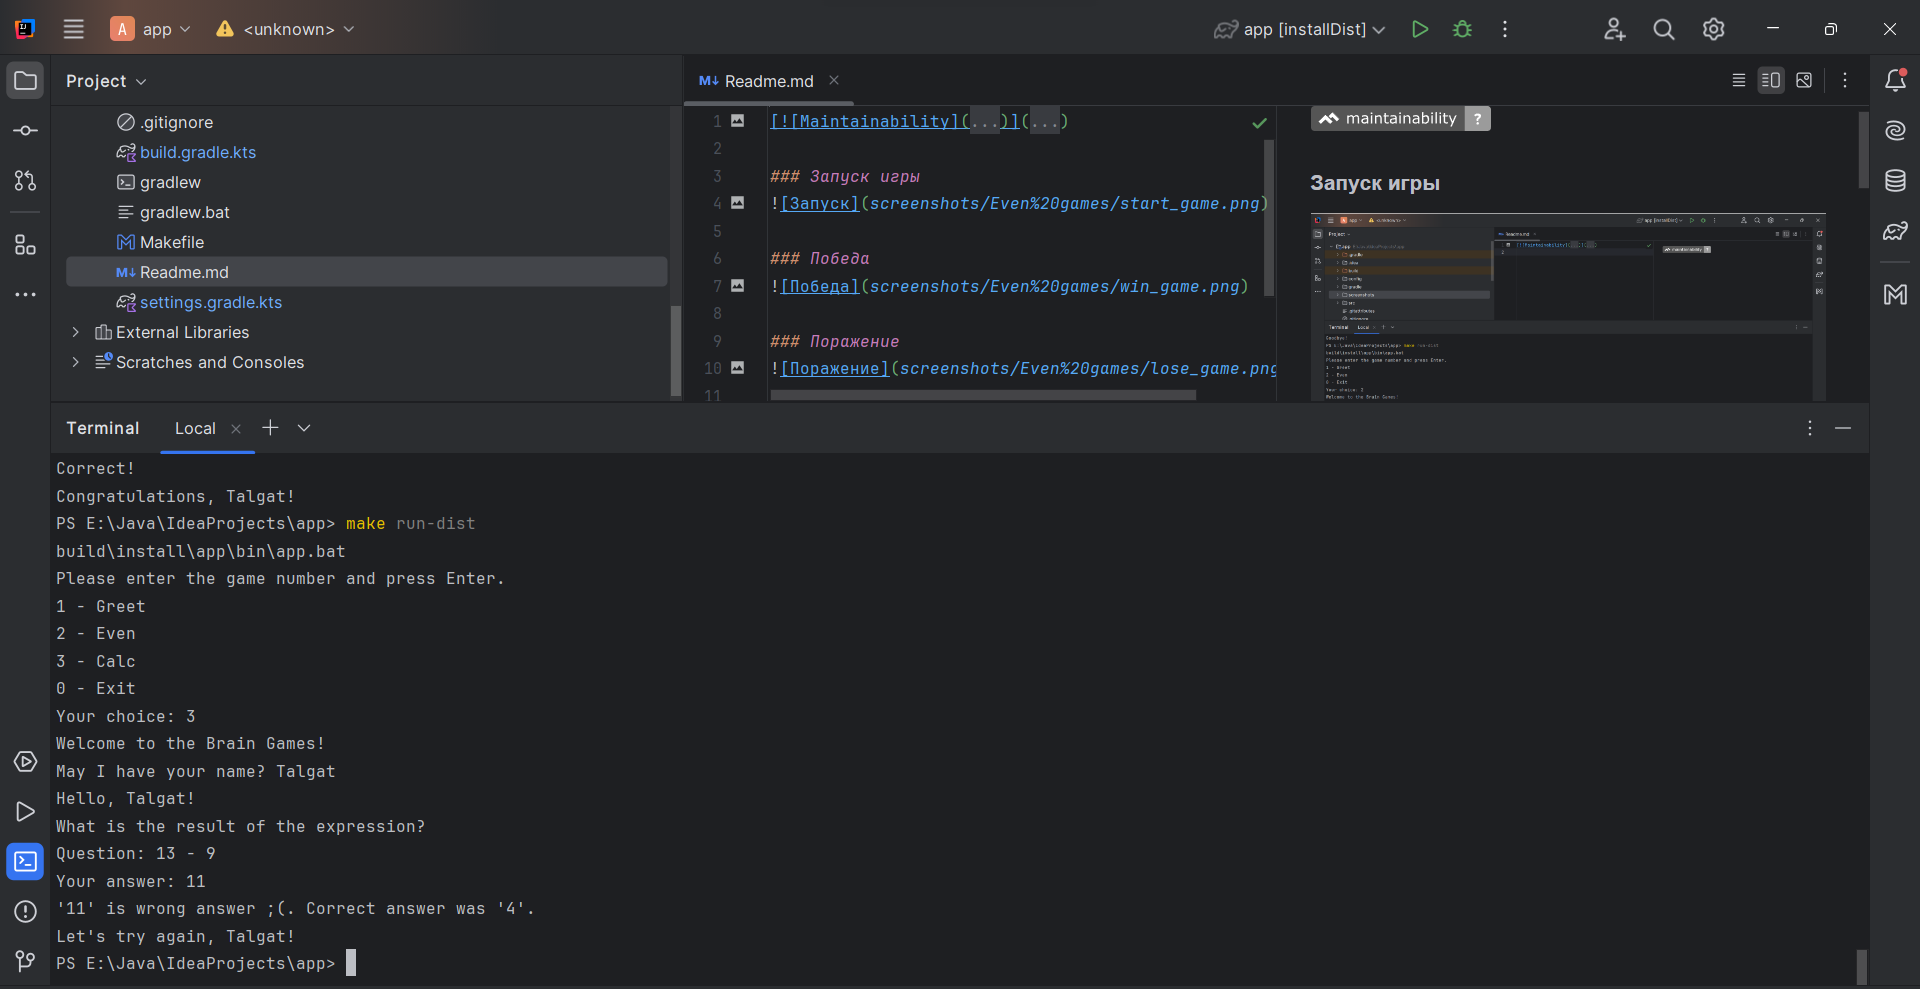 A app <unknown> app [installDist]
Project
.gitignore
build.gradle.kts
gradlew
gradlew.bat
Makefile
Readme.md
settings.gradle.kts
External Libraries
Scratches and Consoles
Readme.md
1 [![Maintainability](...)](...)
2
3 ### Запуск игры
4 ![Запуск](screenshots/Even%20games/start_game.png)
5
6 ### Победа
7 ![Победа](screenshots/Even%20games/win_game.png)
8
9 ### Поражение
10 ![Поражение](screenshots/Even%20games/lose_game.png
11
maintainability ?
Запуск игры
Terminal Local
Correct!
Congratulations, Talgat!
PS E:\Java\IdeaProjects\app> make run-dist
build\install\app\bin\app.bat
Please enter the game number and press Enter.
1 - Greet
2 - Even
3 - Calc
0 - Exit
Your choice: 3
Welcome to the Brain Games!
May I have your name? Talgat
Hello, Talgat!
What is the result of the expression?
Question: 13 - 9
Your answer: 11
'11' is wrong answer ;(. Correct answer was '4'.
Let's try again, Talgat!
PS E:\Java\IdeaProjects\app>